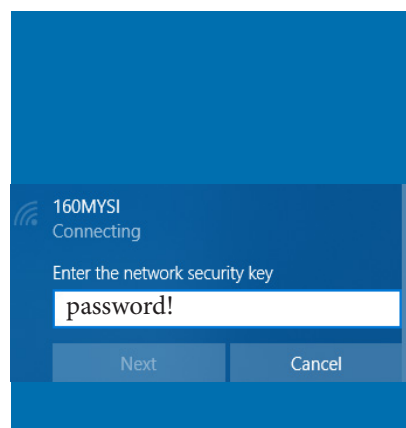 160MYSI
Connecting
Enter the network security key
password!
Next Cancel